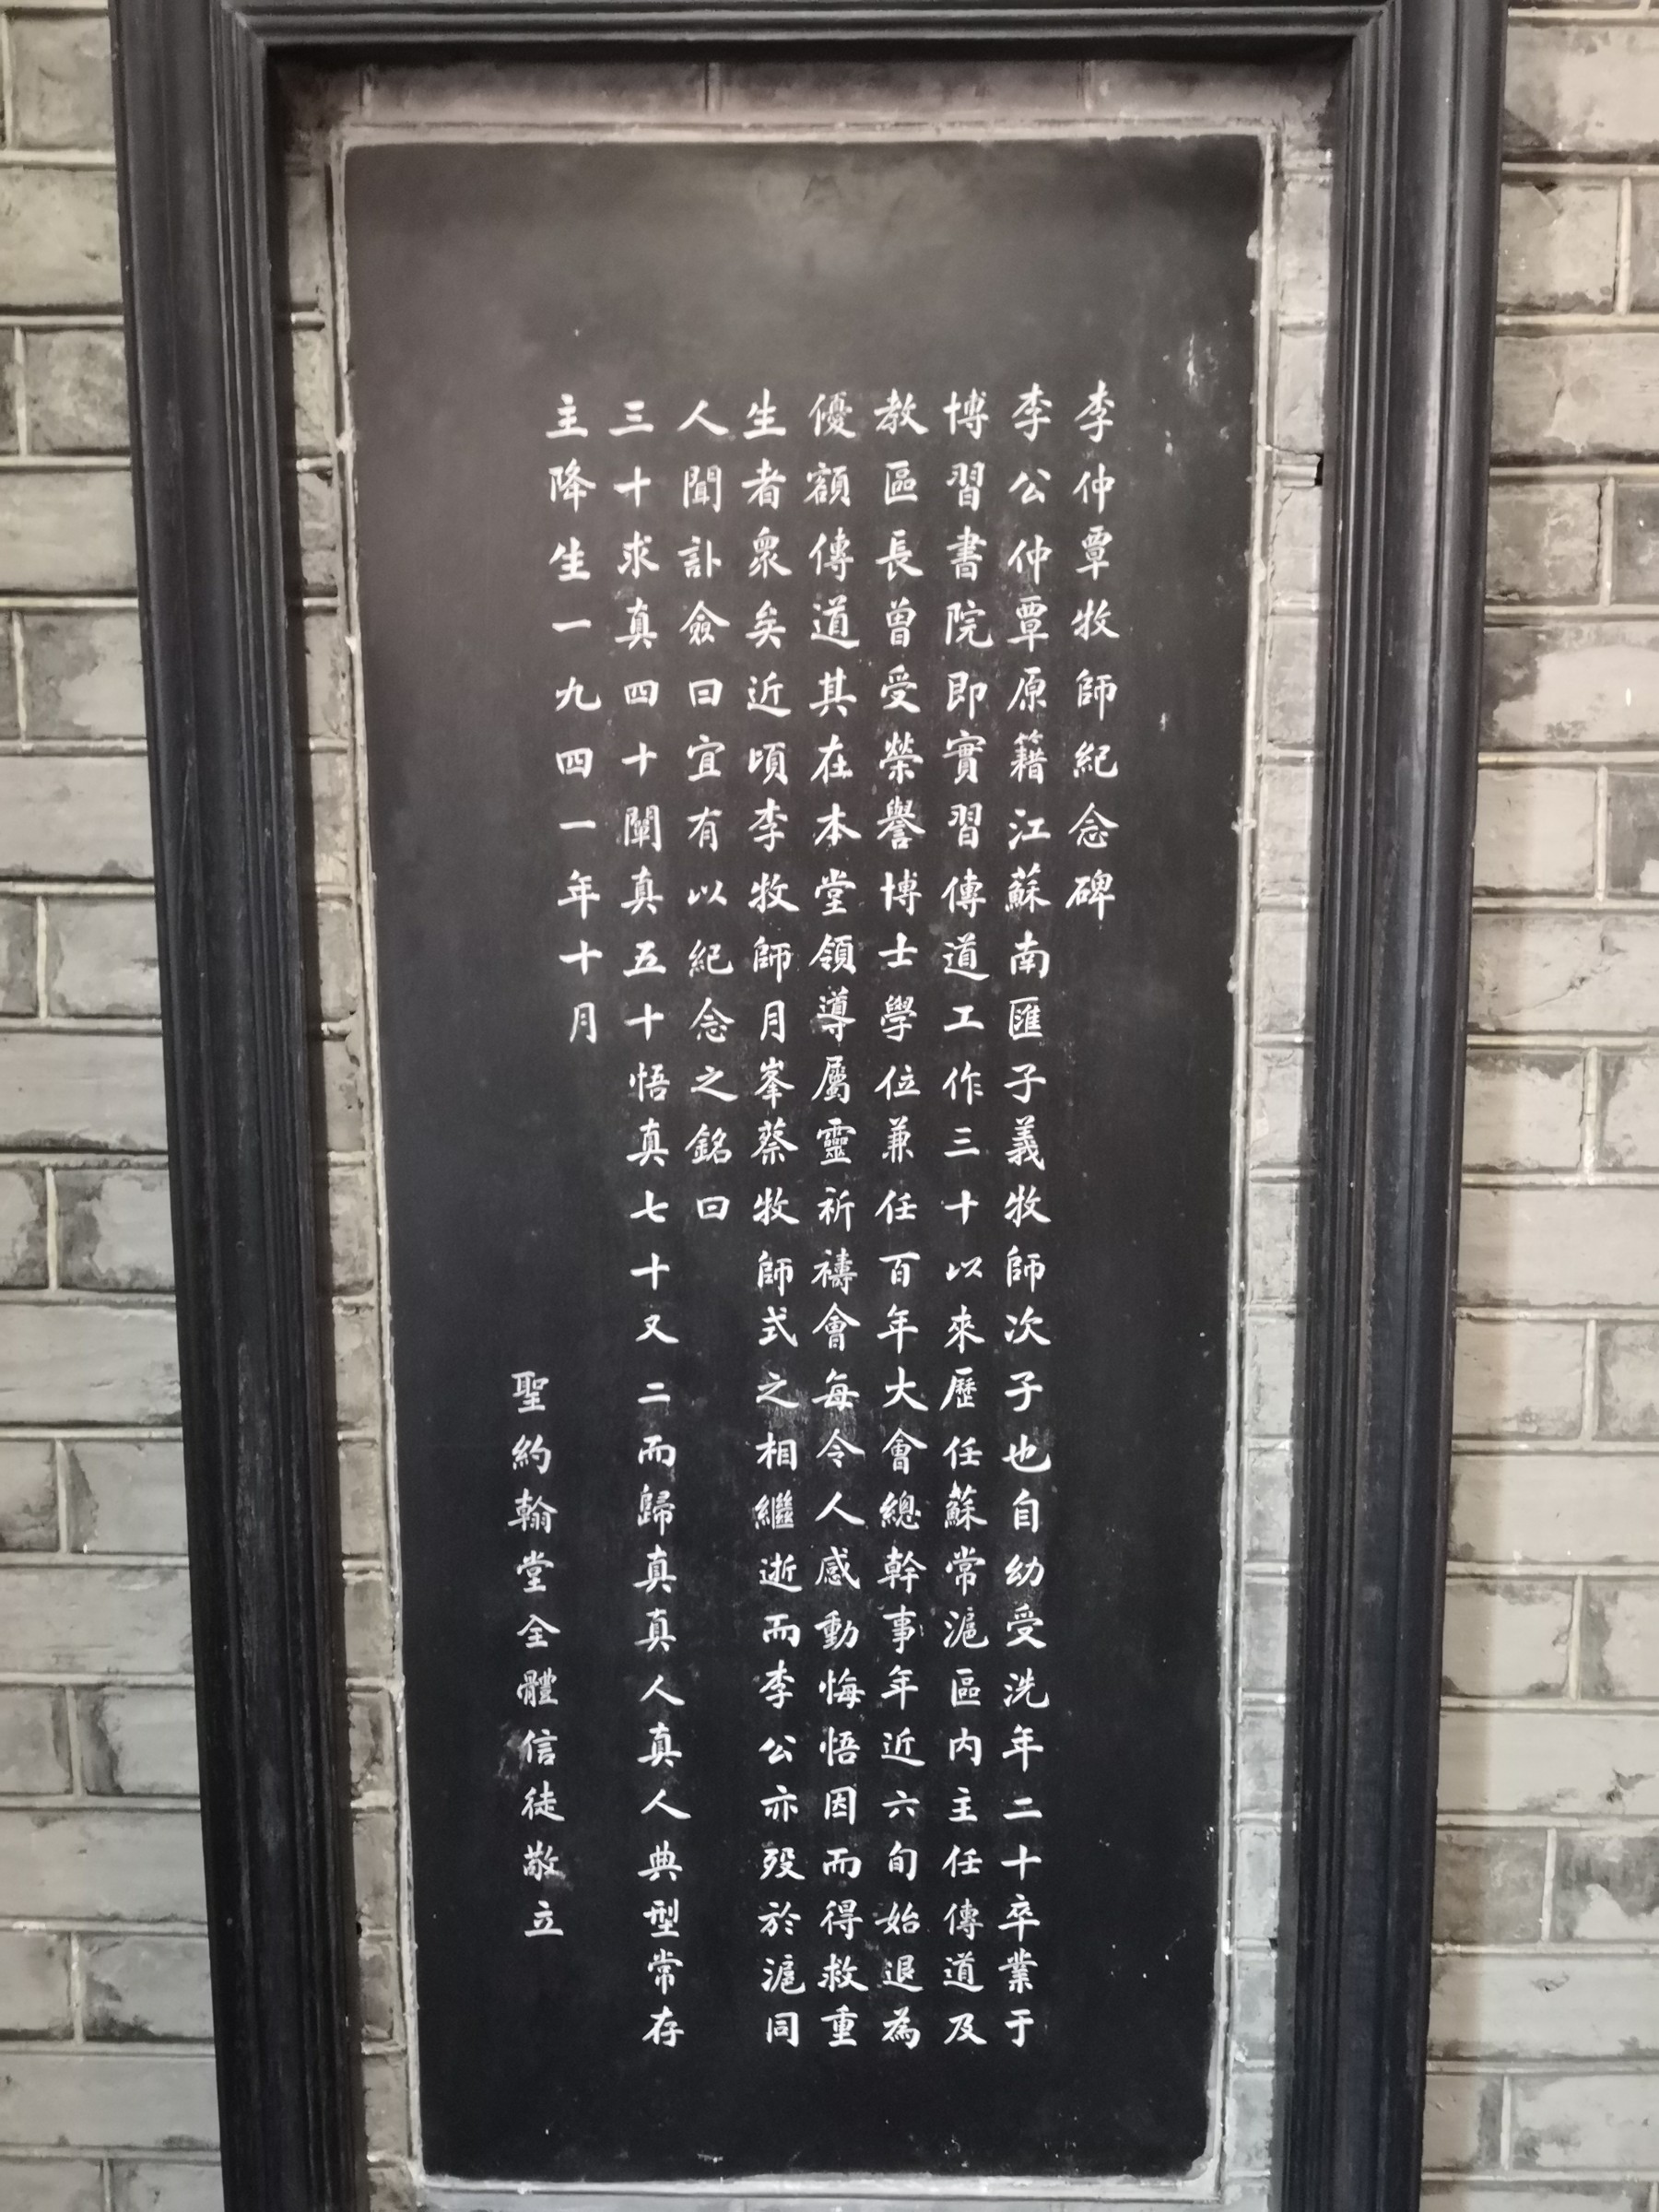 李仲覃牧師紀念碑
李公仲覃原籍江蘇南匯子義牧師次子也自幼受洗年二十卒業于
博習書院即實習傳道工作三十以來歷任蘇常滬區内主任傳道及
教區長曾受榮譽博士學位兼任百年大會總幹事年近六旬始退為
優額傳道其在本堂領導屬靈祈禱會每令人感動悔悟因而得救重
生者衆矣近頃李牧師月峯蔡牧師式之相繼逝而李公亦歿於滬同
人聞訃僉曰宜有以紀念之銘曰
三十求真四十闡真五十悟真七十又二而歸真真人真人典型常存
主降生一九四一年十月
聖約翰堂全體信徒敬立